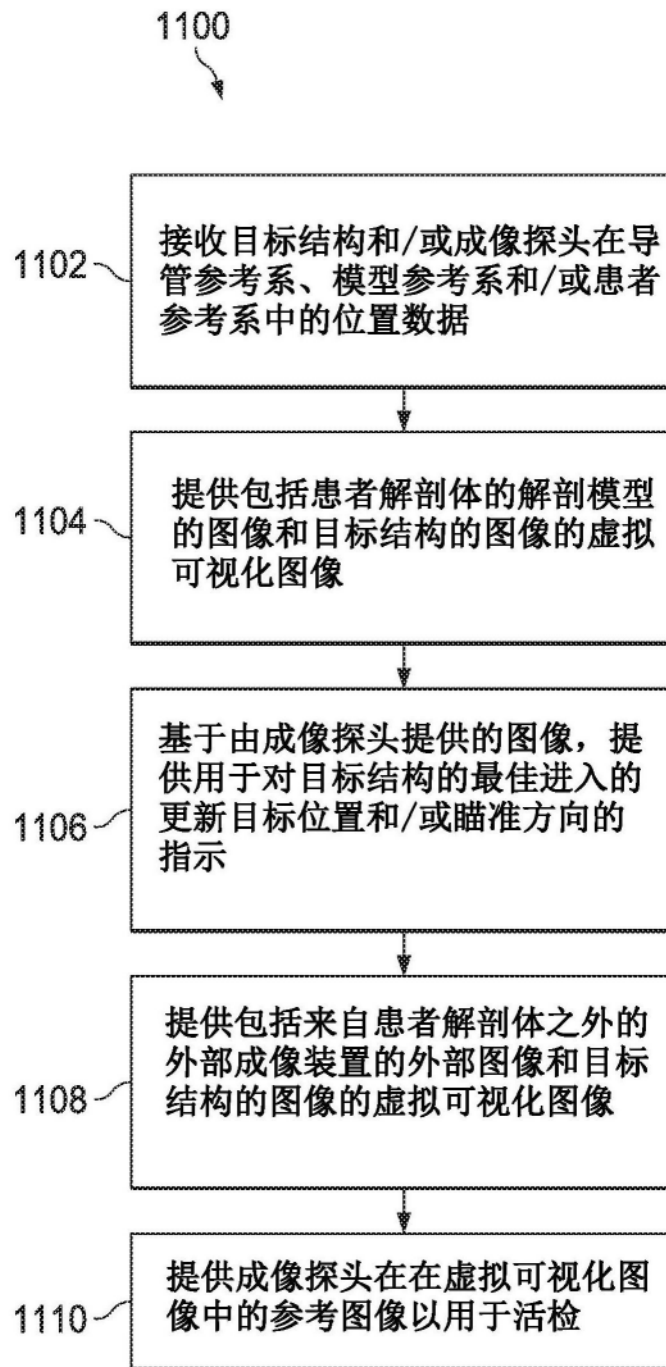 1100
1102
接收目标结构和/或成像探头在导
管参考系、模型参考系和/或患者
参考系中的位置数据
1104
提供包括患者解剖体的解剖模型
的图像和目标结构的图像的虚拟
可视化图像
1106
基于由成像探头提供的图像，提
供用于对目标结构的最佳进入的
更新目标位置和/或瞄准方向的
指示
1108
提供包括来自患者解剖体之外的
外部成像装置的外部图像和目标
结构的图像的虚拟可视化图像
1110
提供成像探头在在虚拟可视化图
像中的参考图像以用于活检